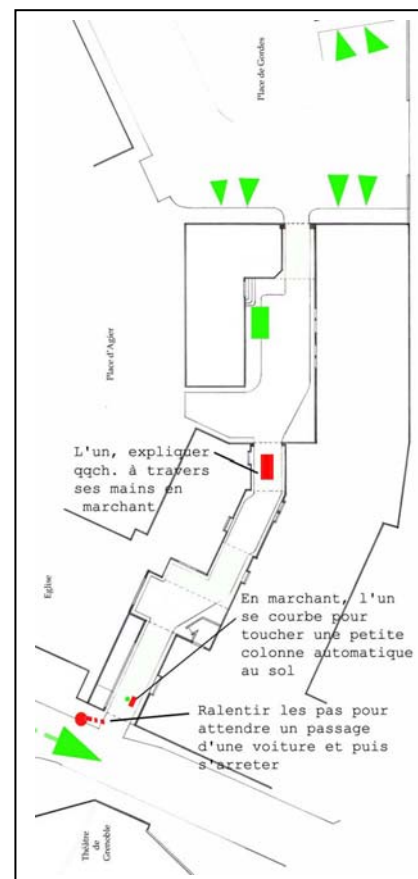 Place de Gordes
Place d'Agier
L'un, expliquer
qqch. à travers
ses mains en
marchant
Eglise
En marchant, l'un
se courbe pour
toucher une petite
colonne automatique
au sol
Ralentir les pas pour
attendre un passage
d'une voiture et puis
s'arreter
Théâtre
de
Grenoble